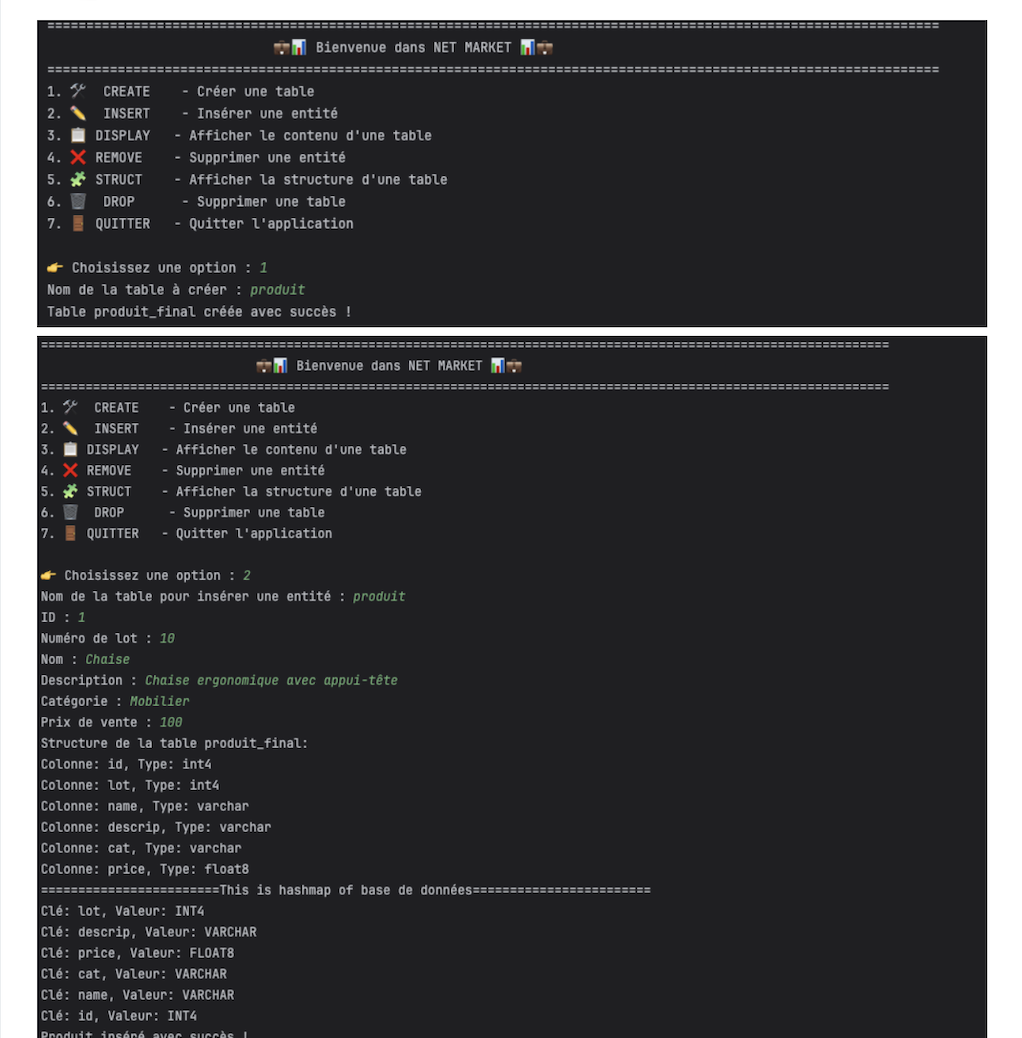 Bienvenue dans NET MARKET
1. CREATE - Créer une table
2. INSERT - Insérer une entité
3. DISPLAY - Afficher le contenu d'une table
4. REMOVE - Supprimer une entité
5. STRUCT - Afficher la structure d'une table
6. DROP - Supprimer une table
7. QUITTER - Quitter l'application
Choisissez une option : 1
Nom de la table à créer : produit
Table produit_final créée avec succès !
Bienvenue dans NET MARKET
1. CREATE - Créer une table
2. INSERT - Insérer une entité
3. DISPLAY - Afficher le contenu d'une table
4. REMOVE - Supprimer une entité
5. STRUCT - Afficher la structure d'une table
6. DROP - Supprimer une table
7. QUITTER - Quitter l'application
Choisissez une option : 2
Nom de la table pour insérer une entité : produit
ID : 1
Numéro de lot : 10
Nom : Chaise
Description : Chaise ergonomique avec appui-tête
Catégorie : Mobilier
Prix de vente : 100
Structure de la table produit_final:
Colonne: id, Type: int4
Colonne: lot, Type: int4
Colonne: name, Type: varchar
Colonne: descrip, Type: varchar
Colonne: cat, Type: varchar
Colonne: price, Type: float8
========================This is hashmap of base de données========================
Clé: lot, Valeur: INT4
Clé: descrip, Valeur: VARCHAR
Clé: price, Valeur: FLOAT8
Clé: cat, Valeur: VARCHAR
Clé: name, Valeur: VARCHAR
Clé: id, Valeur: INT4
Produit inséré avec succès !